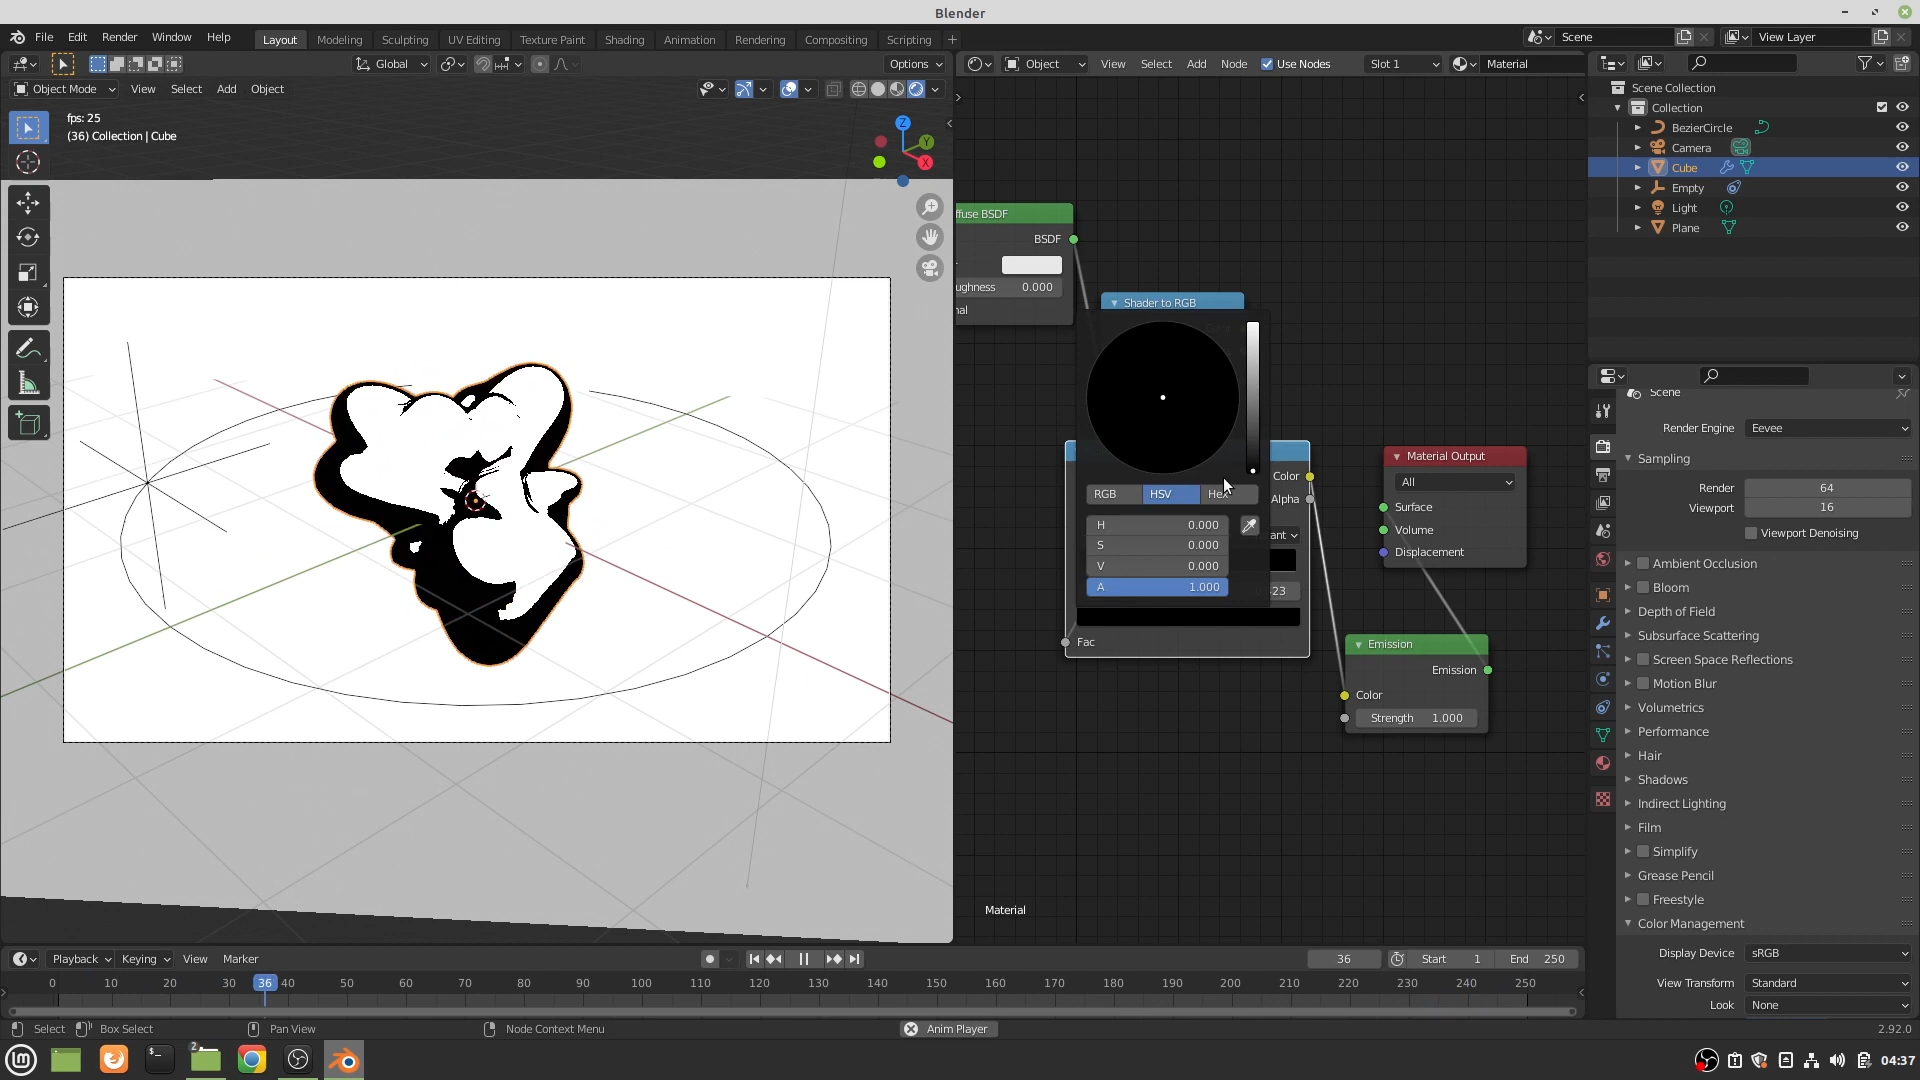 Blender
File Edit Render Window Help
Layout Modeling Sculpting UV Editing Texture Paint Shading Animation Rendering Compositing Scripting +
Scene
View Layer
Global
Options
Object
View Select Add Node Use Nodes
Slot 1
Material
Object Mode View Select Add Object
fps: 25
(36) Collection | Cube
Z
Y
X
Scene Collection
Collection
BezierCircle
Camera
Cube
Empty
Light
Plane
ffuse BSDF
BSDF
ughness 0.000
nal
Shader to RGB
Color
Alpha
RGB HSV Hex
H 0.000
S 0.000
V 0.000
A 1.000
ant
23
Fac
Material Output
All
Surface
Volume
Displacement
Emission
Emission
Color
Strength 1.000
Material
Scene
Render Engine Eevee
Sampling
Render 64
Viewport 16
Viewport Denoising
Ambient Occlusion
Bloom
Depth of Field
Subsurface Scattering
Screen Space Reflections
Motion Blur
Volumetrics
Performance
Hair
Shadows
Indirect Lighting
Film
Simplify
Grease Pencil
Freestyle
Color Management
Display Device sRGB
View Transform Standard
Look None
Playback Keying View Marker
36 Start 1 End 250
0 10 20 30 36 40 50 60 70 80 90 100 110 120 130 140 150 160 170 180 190 200 210 220 230 240 250
Select Box Select Pan View Node Context Menu Anim Player 2.92.0
2
04:37